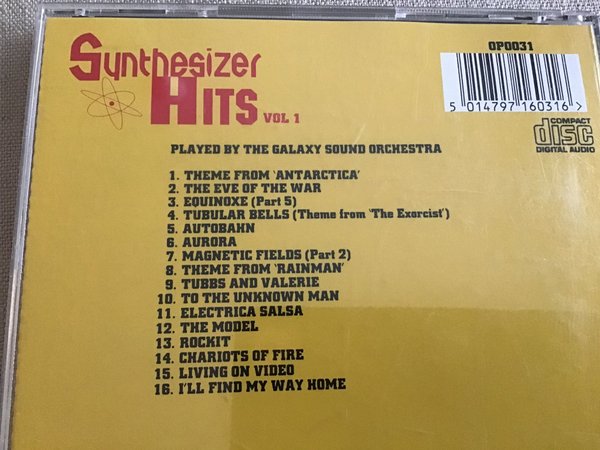 Synthesizer
HITS VOL 1
OP0031
5 014797 160316
COMPACT
disc
DIGITAL AUDIO
PLAYED BY THE GALAXY SOUND ORCHESTRA
1. THEME FROM 'ANTARCTICA'
2. THE EVE OF THE WAR
3. EQUINOXE (Part 5)
4. TUBULAR BELLS (Theme from 'The Exorcist')
5. AUTOBAHN
6. AURORA
7. MAGNETIC FIELDS (Part 2)
8. THEME FROM 'RAINMAN'
9. TUBBS AND VALERIE
10. TO THE UNKNOWN MAN
11. ELECTRICA SALSA
12. THE MODEL
13. ROCKIT
14. CHARIOTS OF FIRE
15. LIVING ON VIDEO
16. I'LL FIND MY WAY HOME